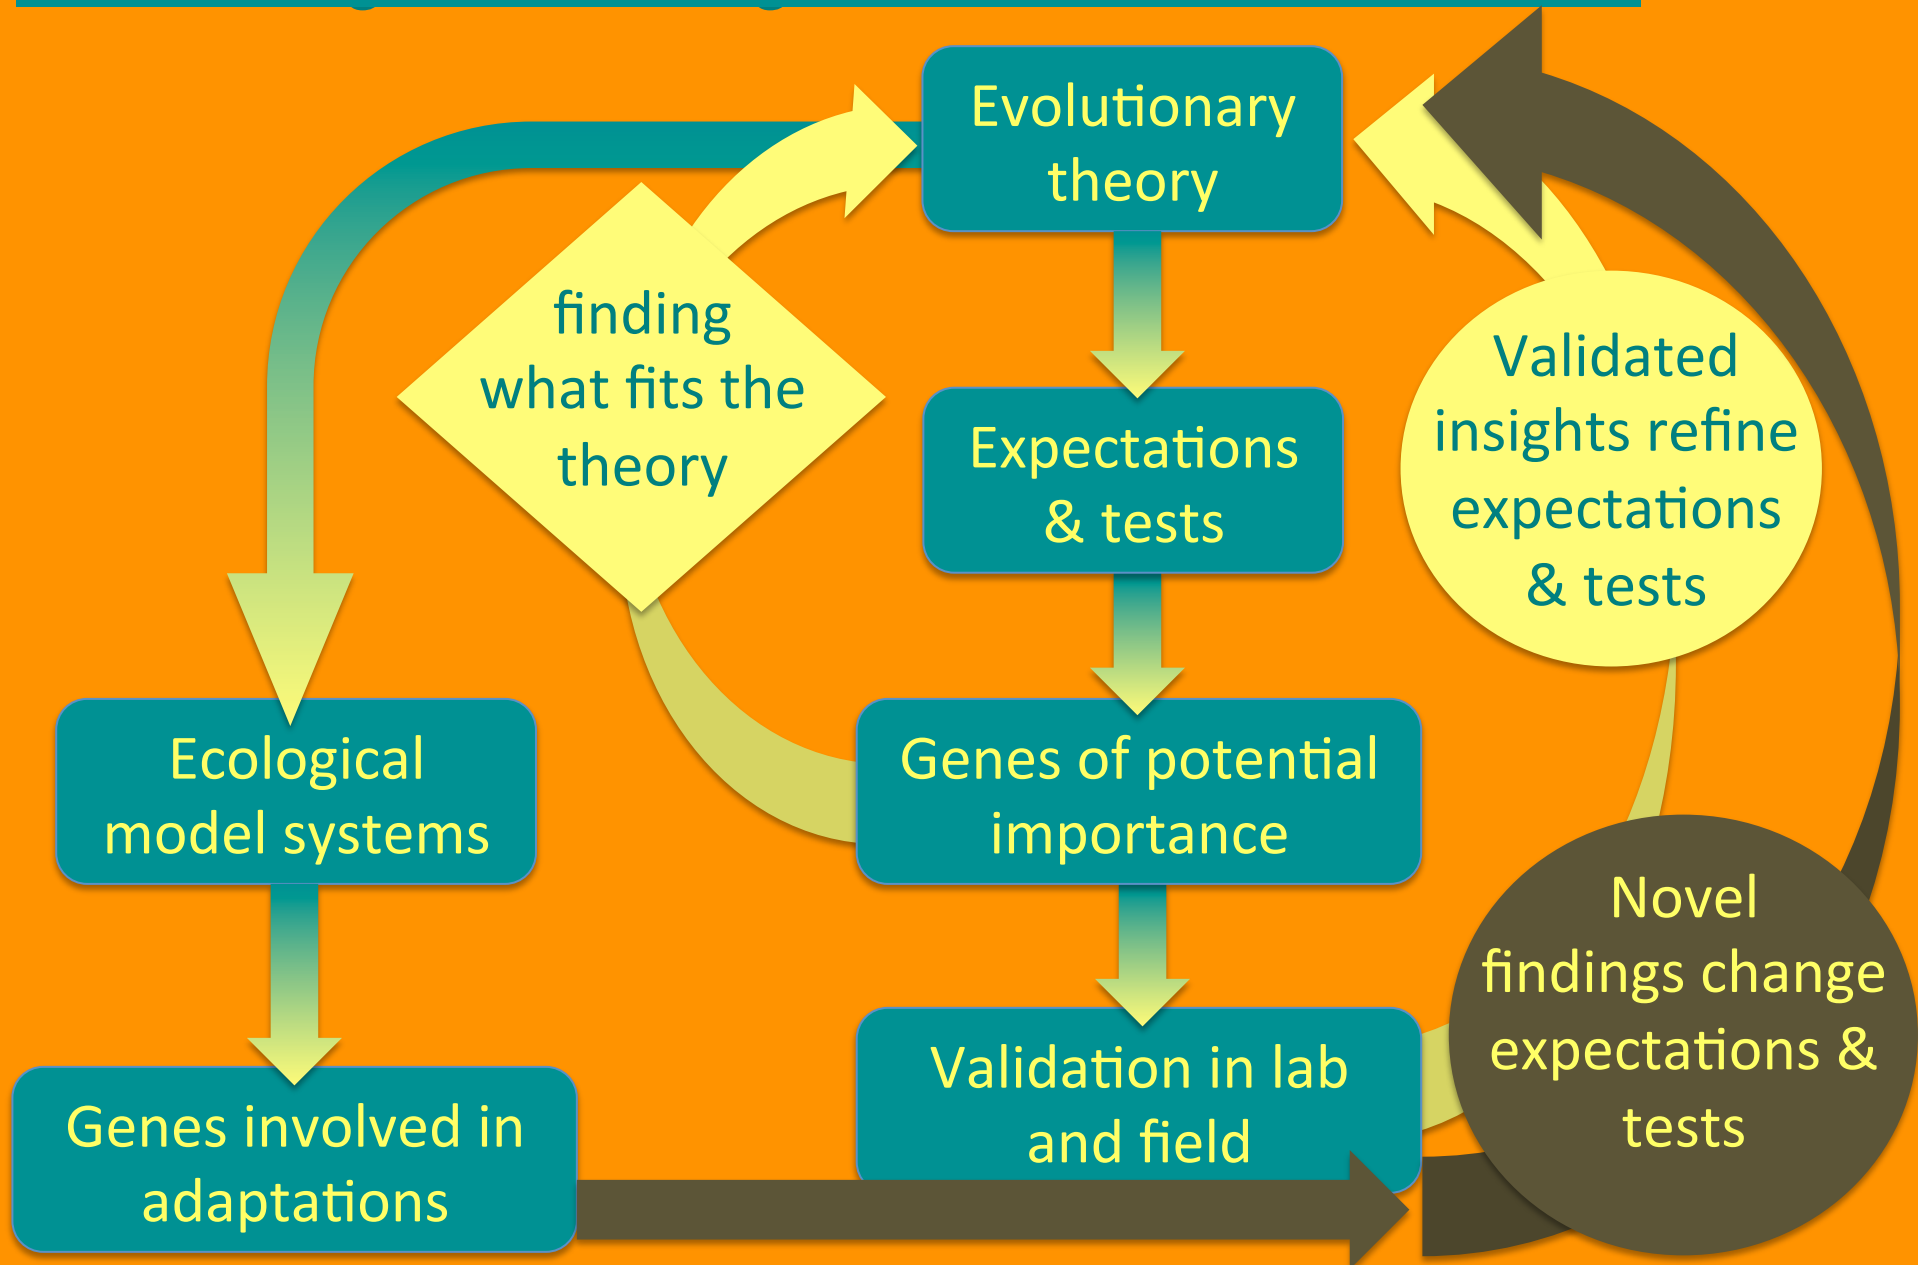 Evolutionary
theory
finding
what fits the
theory
Validated
insights refine
expectations
& tests
Expectations
& tests
Ecological
model systems
Genes of potential
importance
Novel
findings change
expectations &
tests
Validation in lab
and field
Genes involved in
adaptations